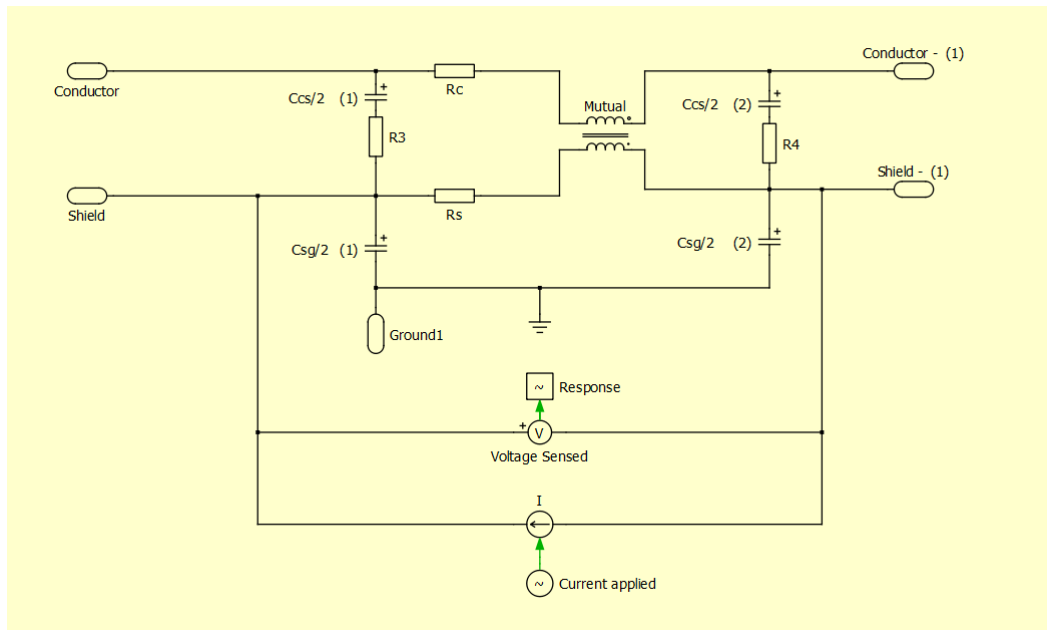 Conductor - (1)
Conductor
Rc
Ccs/2 (1)
+
Mutual
Ccs/2 (2)
+
R3
R4
Shield - (1)
Shield
Rs
Csg/2 (1)
+
Csg/2 (2)
+
Ground1
~
Response
+
V
Voltage Sensed
I
~
Current applied